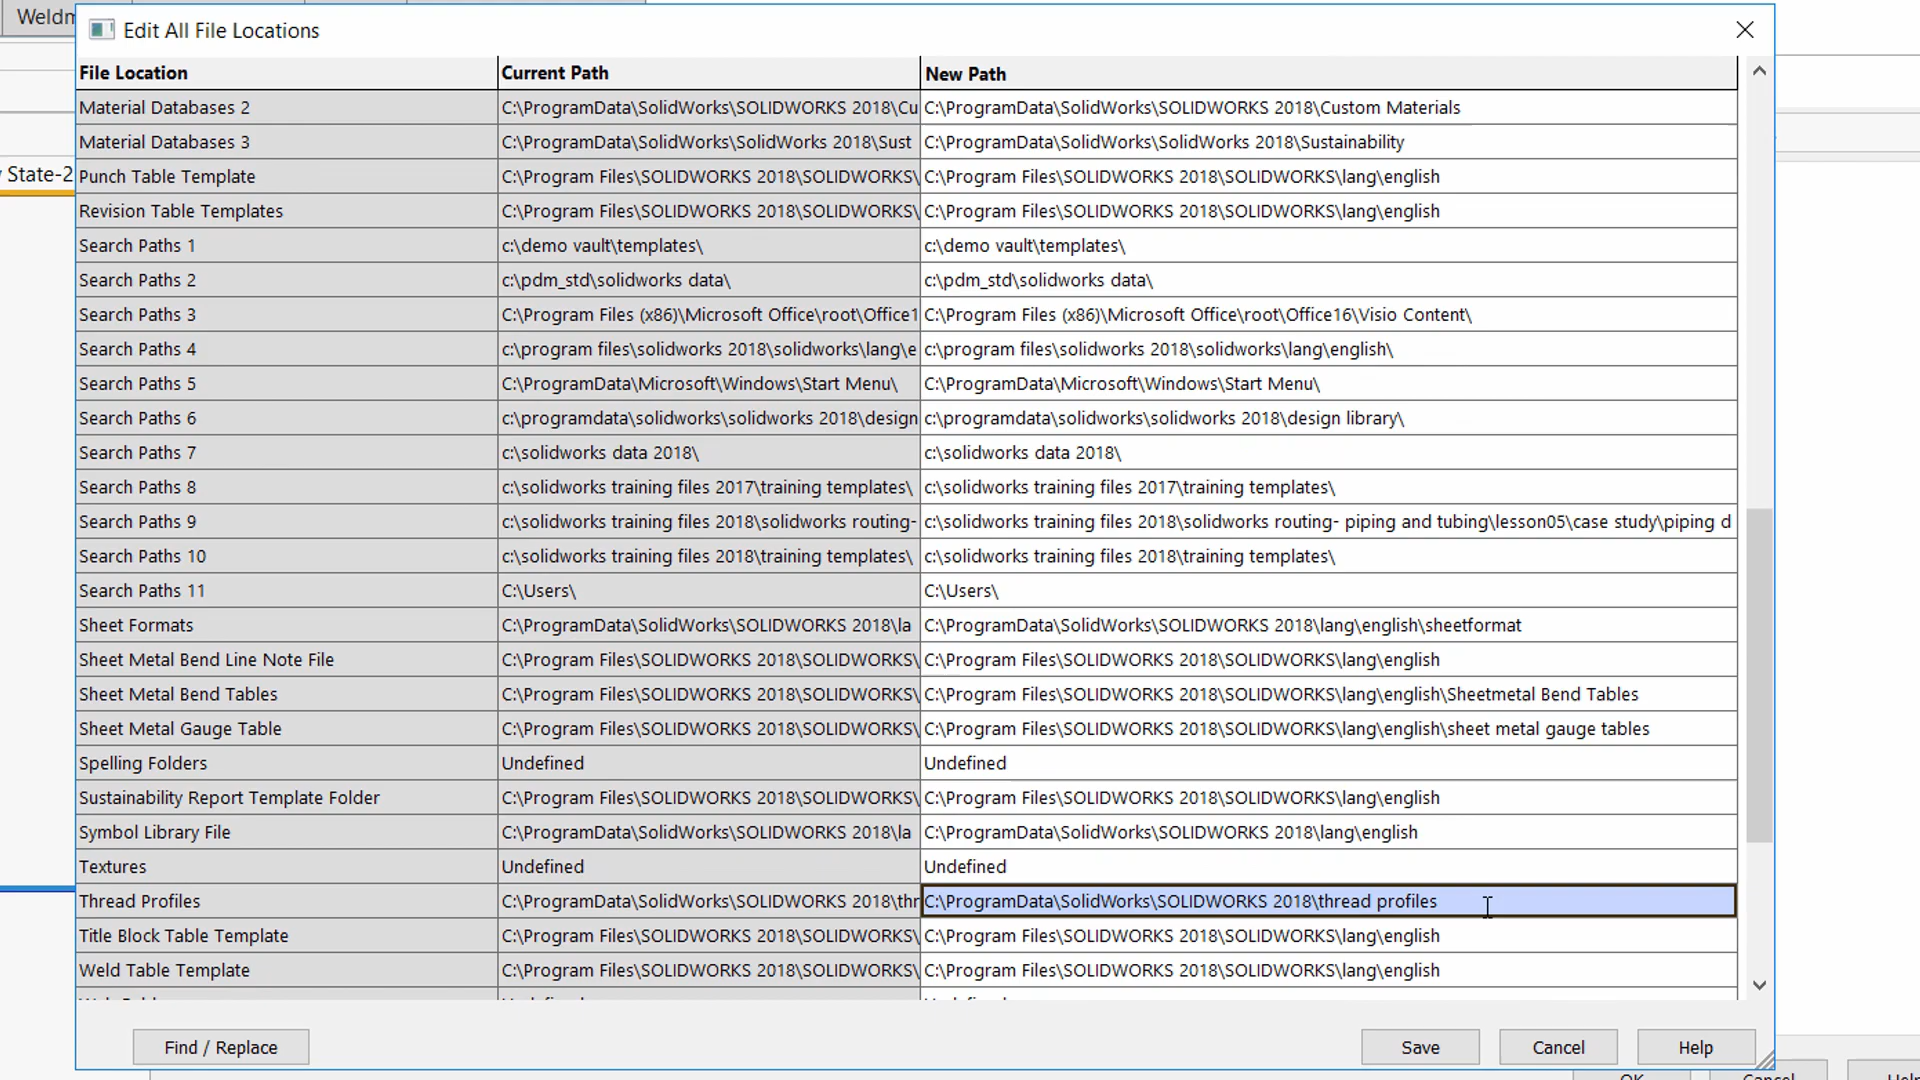 Weldm
Edit All File Locations
File Location Current Path New Path
Material Databases 2 C:\ProgramData\SolidWorks\SOLIDWORKS 2018\Cu C:\ProgramData\SolidWorks\SOLIDWORKS 2018\Custom Materials
Material Databases 3 C:\ProgramData\SolidWorks\SolidWorks 2018\Sust C:\ProgramData\SolidWorks\SolidWorks 2018\Sustainability
State-2
Punch Table Template C:\Program Files\SOLIDWORKS 2018\SOLIDWORKS\ C:\Program Files\SOLIDWORKS 2018\SOLIDWORKS\lang\english
Revision Table Templates C:\Program Files\SOLIDWORKS 2018\SOLIDWORKS\ C:\Program Files\SOLIDWORKS 2018\SOLIDWORKS\lang\english
Search Paths 1 c:\demo vault\templates\ c:\demo vault\templates\
Search Paths 2 c:\pdm_std\solidworks data\ c:\pdm_std\solidworks data\
Search Paths 3 C:\Program Files (x86)\Microsoft Office\root\Office1 C:\Program Files (x86)\Microsoft Office\root\Office16\Visio Content\
Search Paths 4 c:\program files\solidworks 2018\solidworks\lang\e c:\program files\solidworks 2018\solidworks\lang\english\
Search Paths 5 C:\ProgramData\Microsoft\Windows\Start Menu\ C:\ProgramData\Microsoft\Windows\Start Menu\
Search Paths 6 c:\programdata\solidworks\solidworks 2018\design c:\programdata\solidworks\solidworks 2018\design library\
Search Paths 7 c:\solidworks data 2018\ c:\solidworks data 2018\
Search Paths 8 c:\solidworks training files 2017\training templates\ c:\solidworks training files 2017\training templates\
Search Paths 9 c:\solidworks training files 2018\solidworks routing- c:\solidworks training files 2018\solidworks routing- piping and tubing\lesson05\case study\piping d
Search Paths 10 c:\solidworks training files 2018\training templates\ c:\solidworks training files 2018\training templates\
Search Paths 11 C:\Users\ C:\Users\
Sheet Formats C:\ProgramData\SolidWorks\SOLIDWORKS 2018\la C:\ProgramData\SolidWorks\SOLIDWORKS 2018\lang\english\sheetformat
Sheet Metal Bend Line Note File C:\Program Files\SOLIDWORKS 2018\SOLIDWORKS\ C:\Program Files\SOLIDWORKS 2018\SOLIDWORKS\lang\english
Sheet Metal Bend Tables C:\Program Files\SOLIDWORKS 2018\SOLIDWORKS\ C:\Program Files\SOLIDWORKS 2018\SOLIDWORKS\lang\english\Sheetmetal Bend Tables
Sheet Metal Gauge Table C:\Program Files\SOLIDWORKS 2018\SOLIDWORKS\ C:\Program Files\SOLIDWORKS 2018\SOLIDWORKS\lang\english\sheet metal gauge tables
Spelling Folders Undefined Undefined
Sustainability Report Template Folder C:\Program Files\SOLIDWORKS 2018\SOLIDWORKS\ C:\Program Files\SOLIDWORKS 2018\SOLIDWORKS\lang\english
Symbol Library File C:\ProgramData\SolidWorks\SOLIDWORKS 2018\la C:\ProgramData\SolidWorks\SOLIDWORKS 2018\lang\english
Textures Undefined Undefined
Thread Profiles C:\ProgramData\SolidWorks\SOLIDWORKS 2018\thr C:\ProgramData\SolidWorks\SOLIDWORKS 2018\thread profiles
Title Block Table Template C:\Program Files\SOLIDWORKS 2018\SOLIDWORKS\ C:\Program Files\SOLIDWORKS 2018\SOLIDWORKS\lang\english
Weld Table Template C:\Program Files\SOLIDWORKS 2018\SOLIDWORKS\ C:\Program Files\SOLIDWORKS 2018\SOLIDWORKS\lang\english
Find / Replace Save Cancel Help